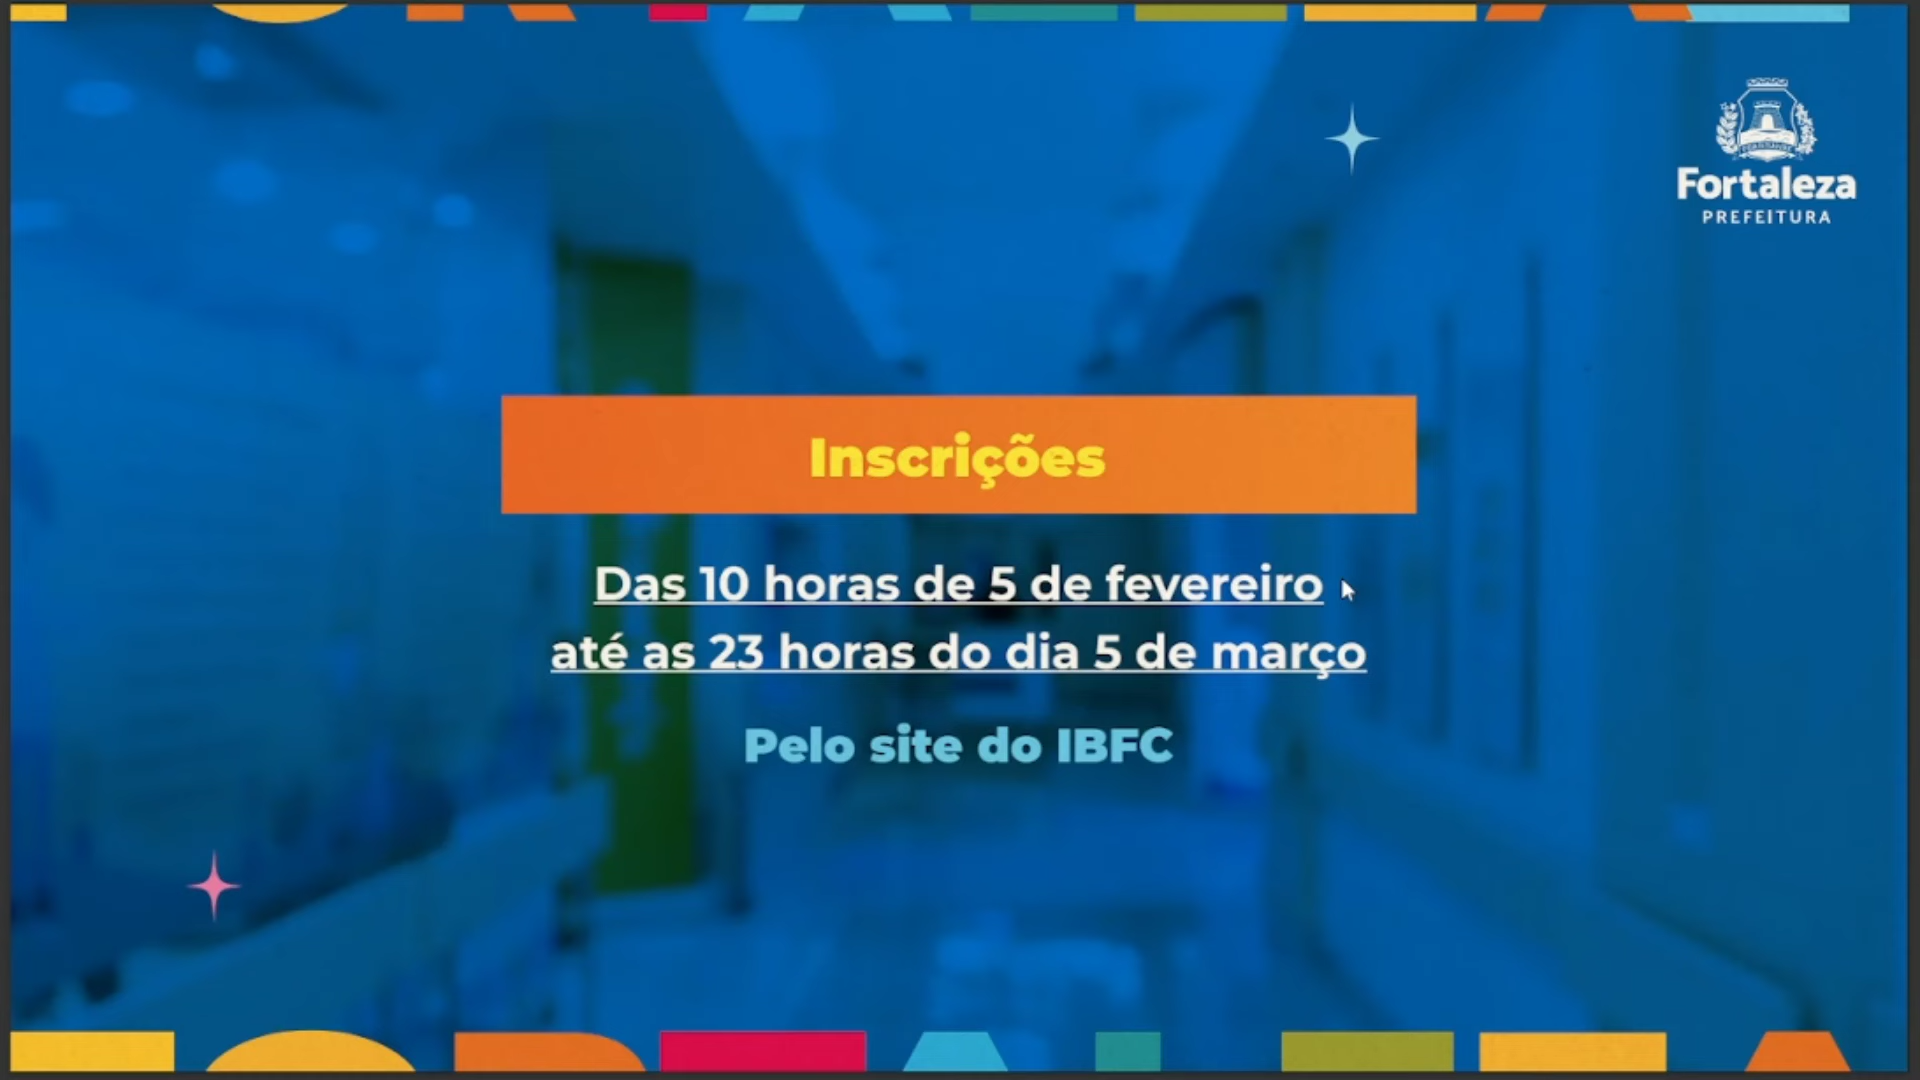 Fortaleza
PREFEITURA
Inscrições
Das 10 horas de 5 de fevereiro
até as 23 horas do dia 5 de março
Pelo site do IBFC